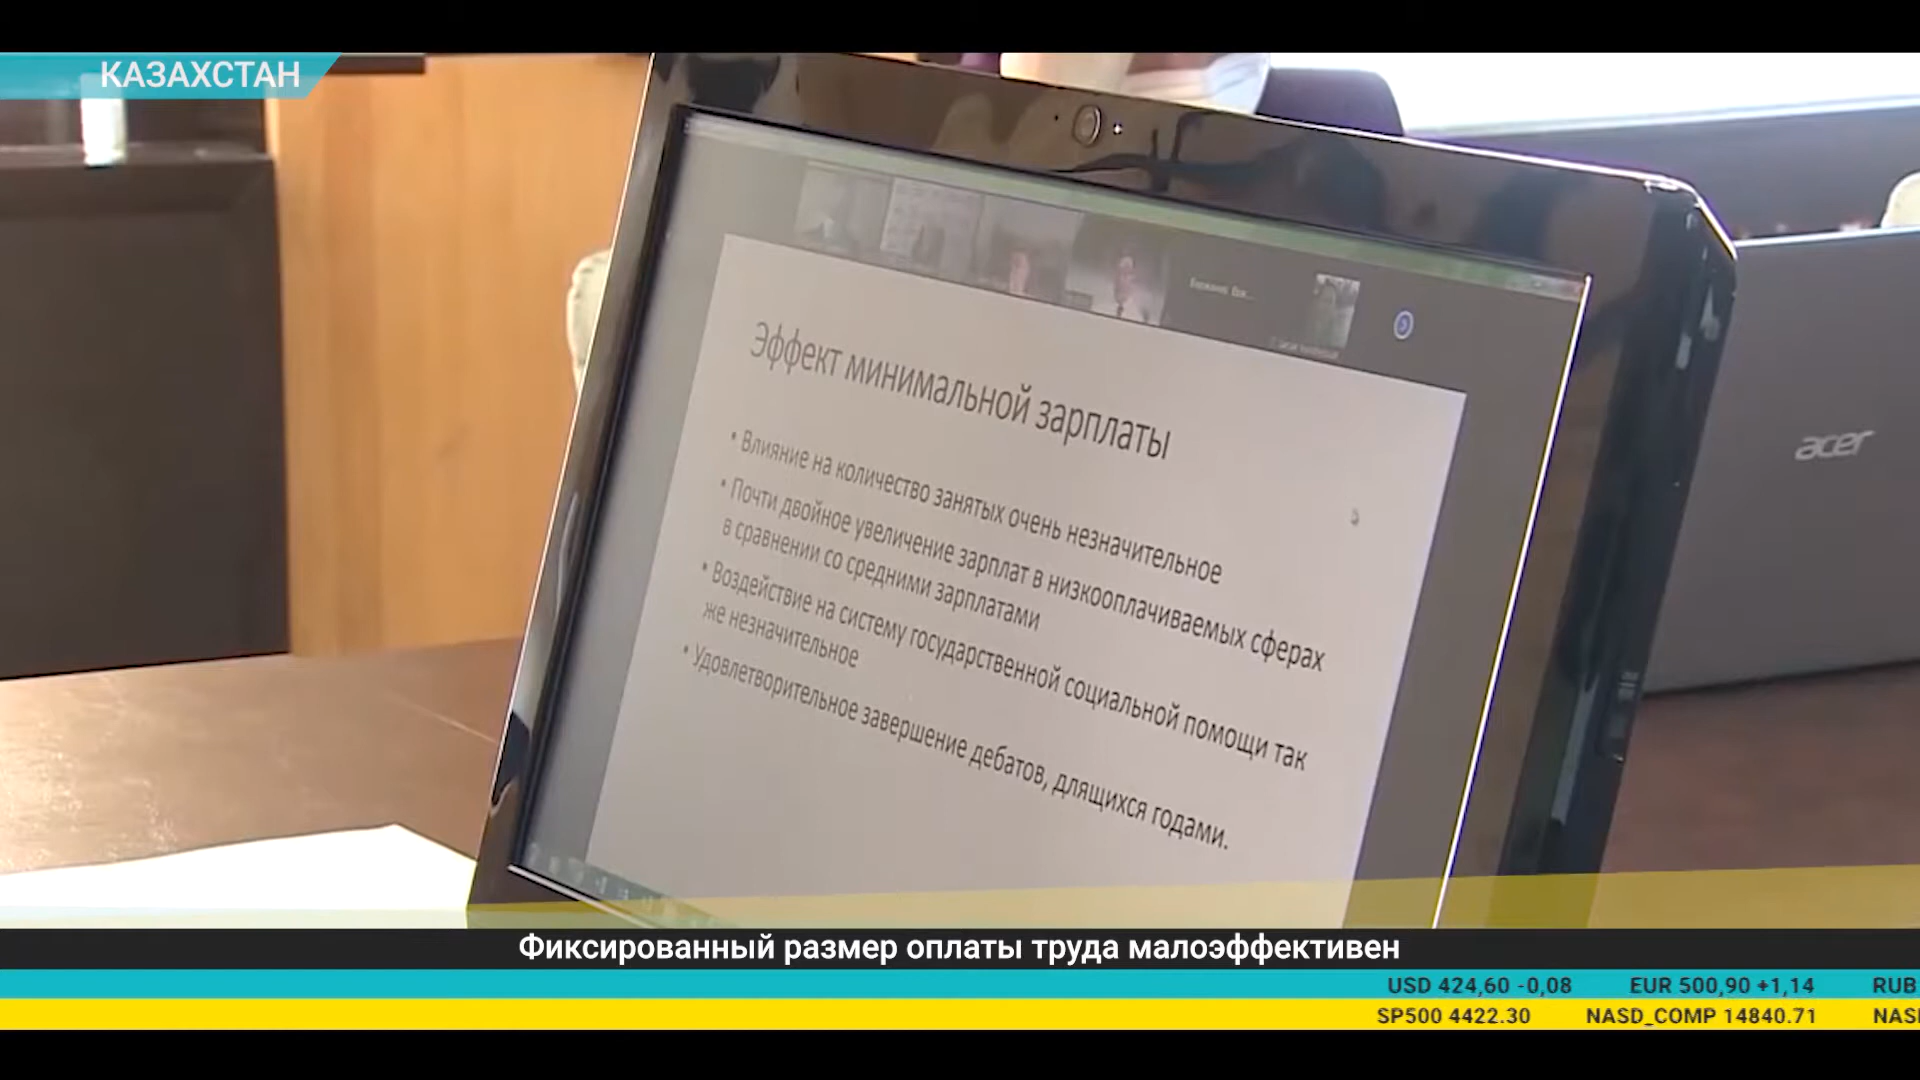 КАЗАХСТАН
Эффект минимальной зарплаты
• Влияние на количество занятых очень незначительное
• Почти двойное увеличение зарплат в низкооплачиваемых сферах
в сравнении со средними зарплатами
• Воздействие на систему государственной социальной помощи так
же незначительное
• Удовлетворительное завершение дебатов, длящихся годами.
acer
Фиксированный размер оплаты труда малоэффективен
USD 424,60 -0,08 EUR 500,90 +1,14 RUB
SP500 4422.30 NASD_COMP 14840.71 NAS